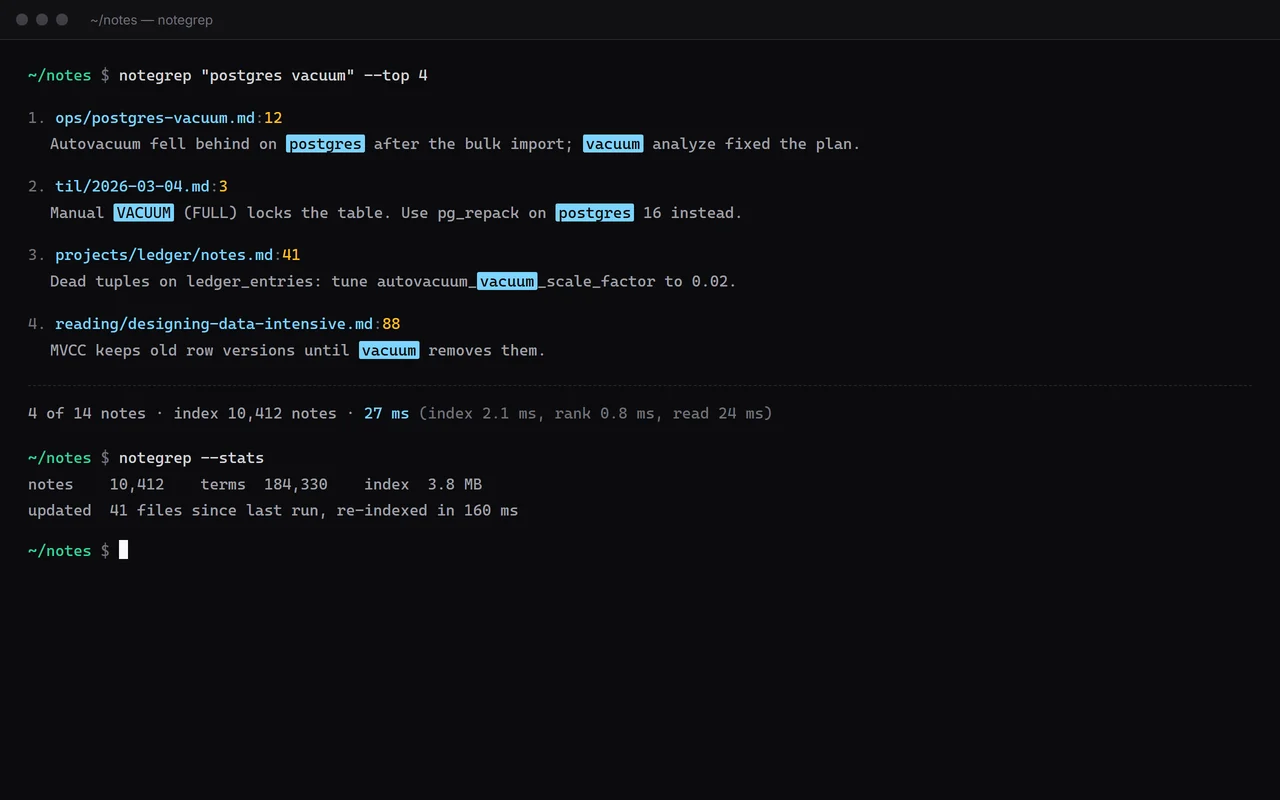 ~/notes — notegrep
~/notes $ notegrep "postgres vacuum" --top 4
1. ops/postgres-vacuum.md:12
Autovacuum fell behind on postgres after the bulk import; vacuum analyze fixed the plan.
2. til/2026-03-04.md:3
Manual VACUUM (FULL) locks the table. Use pg_repack on postgres 16 instead.
3. projects/ledger/notes.md:41
Dead tuples on ledger_entries: tune autovacuum_vacuum_scale_factor to 0.02.
4. reading/designing-data-intensive.md:88
MVCC keeps old row versions until vacuum removes them.
4 of 14 notes · index 10,412 notes · 27 ms (index 2.1 ms, rank 0.8 ms, read 24 ms)
~/notes $ notegrep --stats
notes    10,412    terms  184,330    index  3.8 MB
updated  41 files since last run, re-indexed in 160 ms
~/notes $